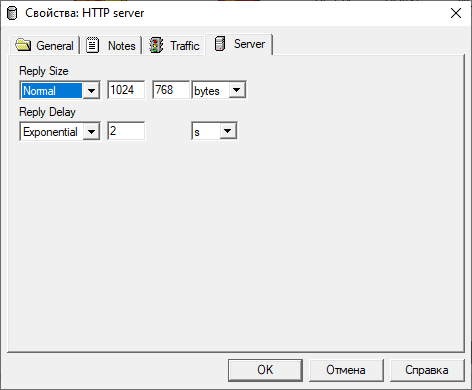 Свойства: HTTP server
General Notes Traffic Server
Reply Size
Normal 1024 768 bytes
Reply Delay
Exponential 2 s
OK Отмена Справка